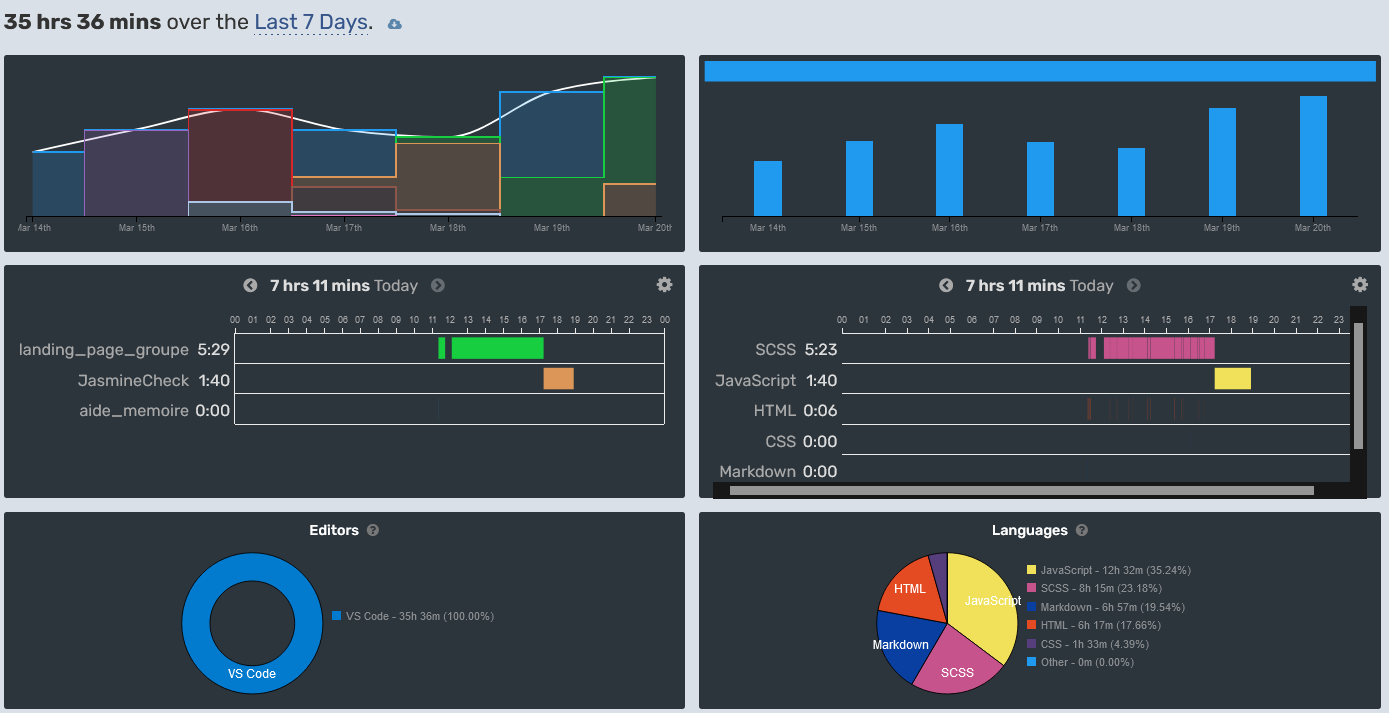 35 hrs 36 mins over the Last 7 Days.
Mar 14th Mar 15th Mar 16th Mar 17th Mar 18th Mar 19th Mar 20th
Mar 14th Mar 15th Mar 16th Mar 17th Mar 18th Mar 19th Mar 20th
7 hrs 11 mins Today
00 01 02 03 04 05 06 07 08 09 10 11 12 13 14 15 16 17 18 19 20 21 22 23 00
landing_page_groupe 5:29
JasmineCheck 1:40
aide_memoire 0:00
7 hrs 11 mins Today
00 01 02 03 04 05 06 07 08 09 10 11 12 13 14 15 16 17 18 19 20 21 22 23
SCSS 5:23
JavaScript 1:40
HTML 0:06
CSS 0:00
Markdown 0:00
Editors ?
VS Code - 35h 36m (100.00%)
VS Code
Languages ?
HTML
JavaScript
Markdown
SCSS
JavaScript - 12h 32m (35.24%)
SCSS - 8h 15m (23.18%)
Markdown - 6h 57m (19.54%)
HTML - 6h 17m (17.66%)
CSS - 1h 33m (4.39%)
Other - 0m (0.00%)